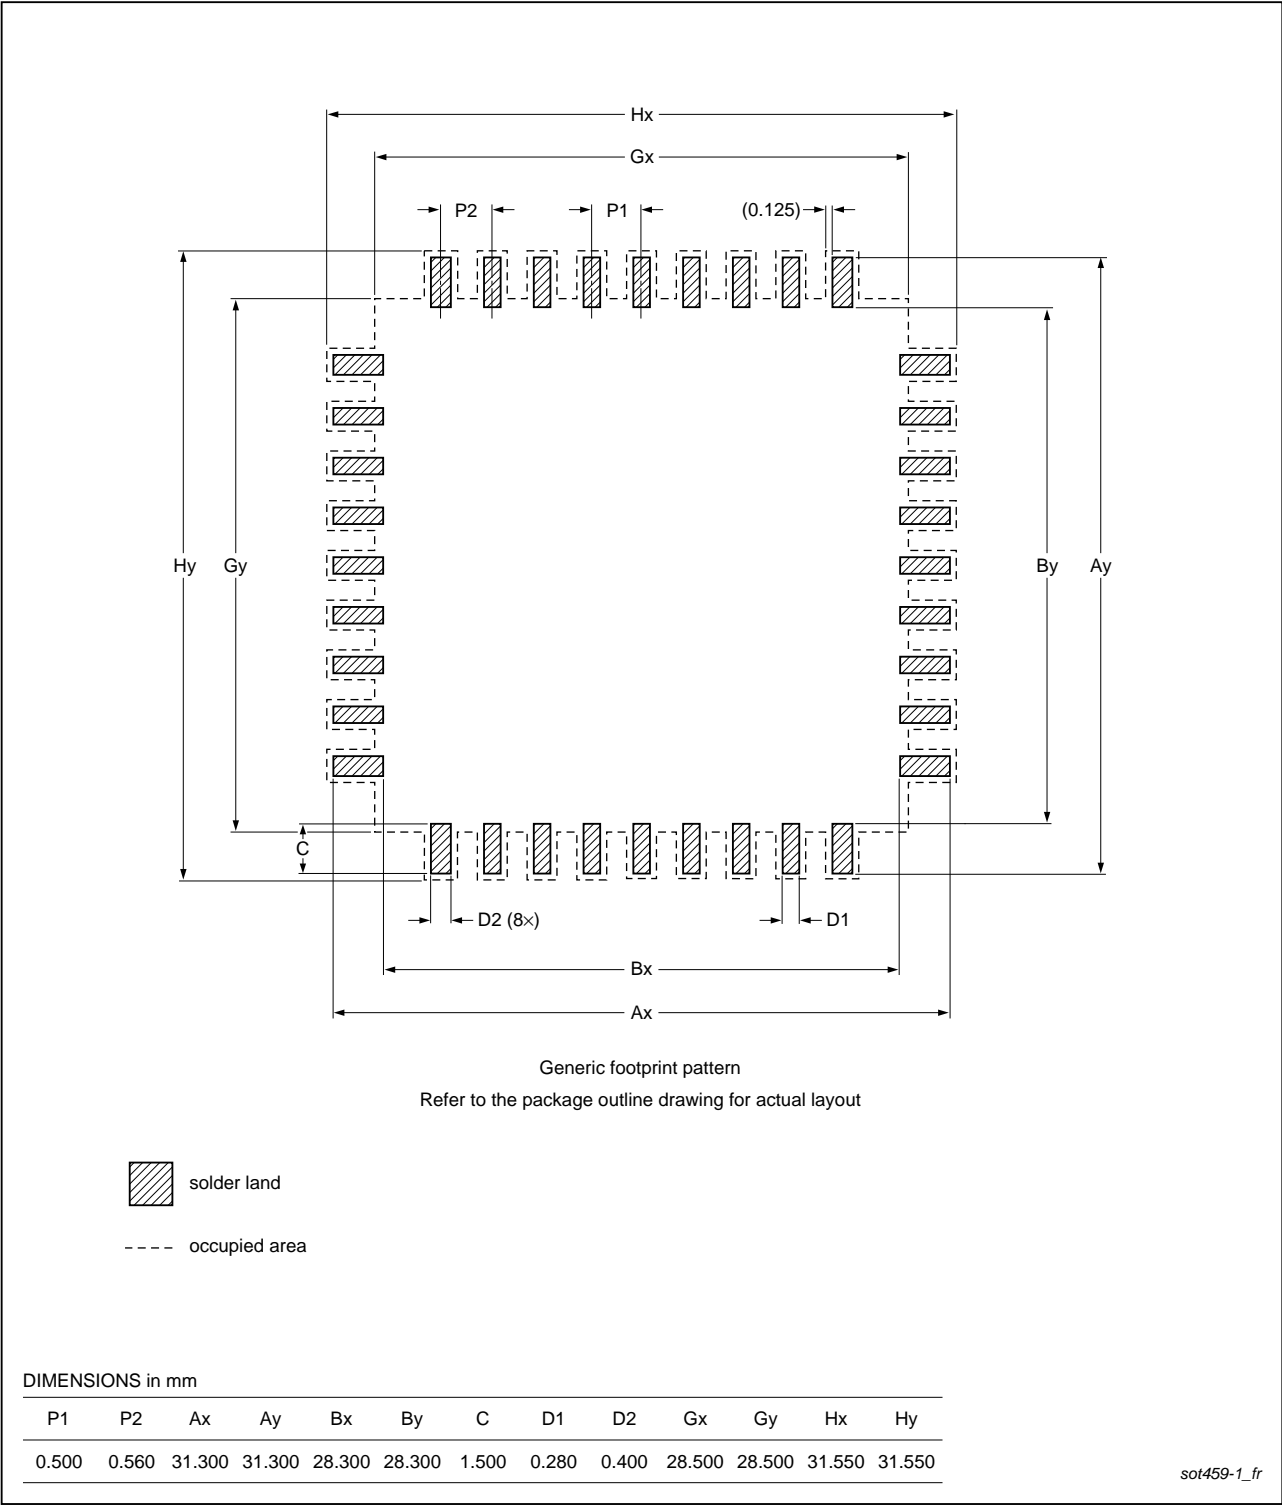 Hx
Gx
P2
P1
(0.125)
Hy
Gy
By
Ay
C
D2 (8×)
D1
Bx
Ax
Generic footprint pattern
Refer to the package outline drawing for actual layout
solder land
occupied area
DIMENSIONS in mm
P1 P2 Ax Ay Bx By C D1 D2 Gx Gy Hx Hy
0.500 0.560 31.300 31.300 28.300 28.300 1.500 0.280 0.400 28.500 28.500 31.550 31.550
sot459-1_fr